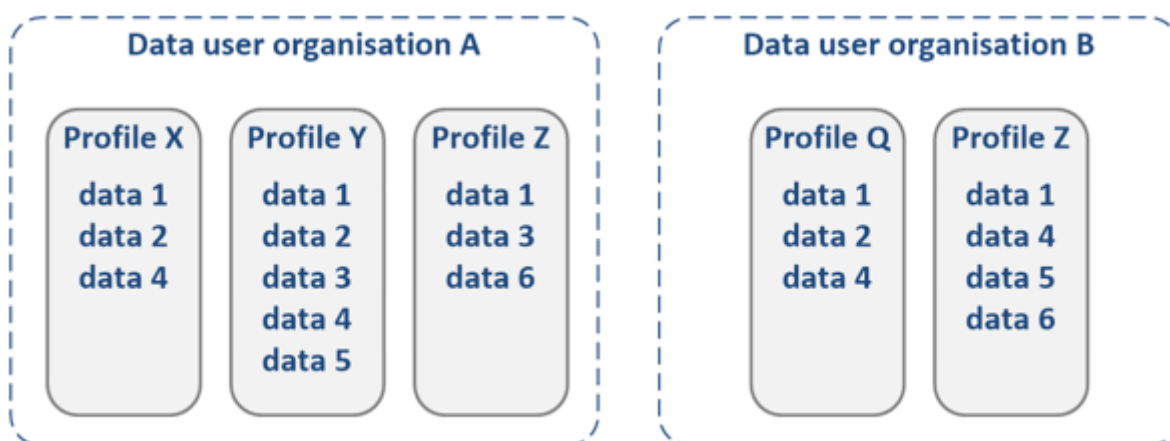 Data user organisation A
Profile X
data 1
data 2
data 4
Profile Y
data 1
data 2
data 3
data 4
data 5
Profile Z
data 1
data 3
data 6
Data user organisation B
Profile Q
data 1
data 2
data 4
Profile Z
data 1
data 4
data 5
data 6